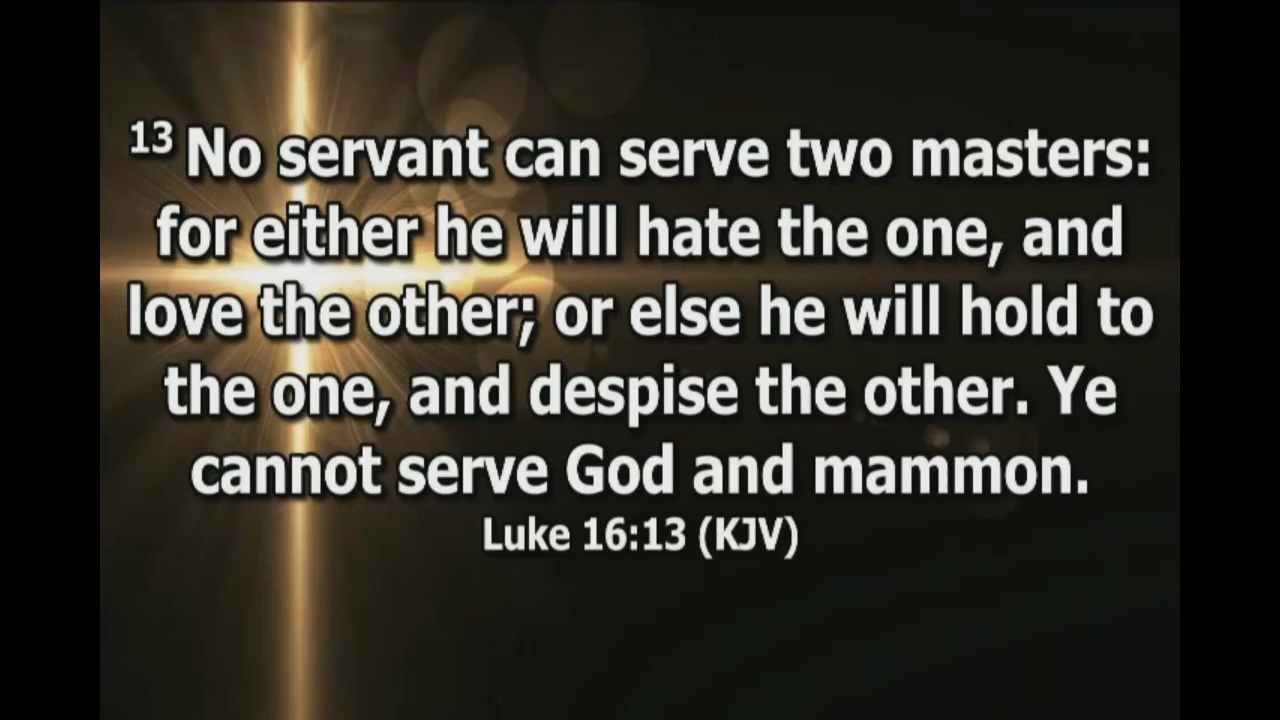 13 No servant can serve two masters:
for either he will hate the one, and
love the other; or else he will hold to
the one, and despise the other. Ye
cannot serve God and mammon.
Luke 16:13 (KJV)